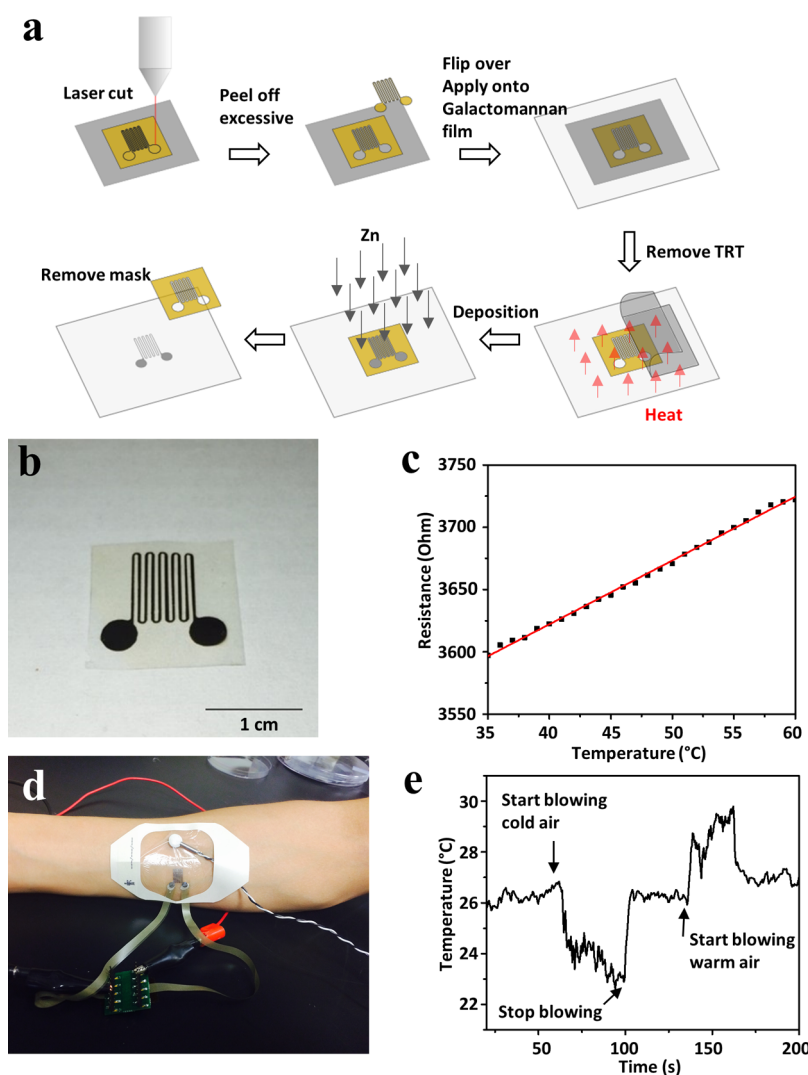 a
Laser cut
Peel off
excessive
Flip over
Apply onto
Galactomannan
film
Remove TRT
Heat
Deposition
Zn
Remove mask
b
1 cm
c
3750
3700
3650
3600
3550
35
40
45
50
55
60
Resistance (Ohm)
Temperature (°C)
d
e
30
28
26
24
22
50
100
150
200
Temperature (°C)
Time (s)
Start blowing
cold air
Stop blowing
Start blowing
warm air